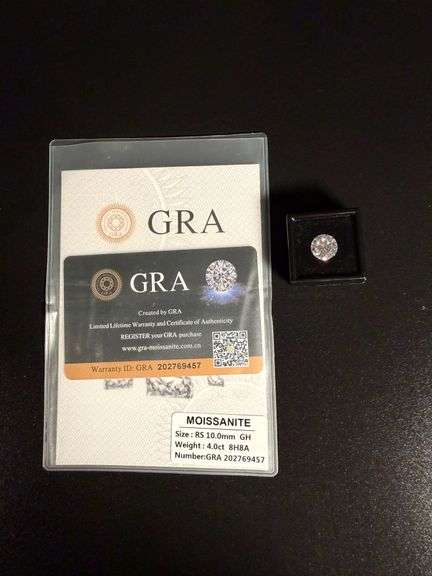 GRA
GRA
Created by GRA
Limited Lifetime Warranty and Certificate of Authenticity
REGISTER your GRA purchase
www.gra-moissanite.com.cn
Warranty ID: GRA 202769457
MOISSANITE
Size : RS 10.0mm GH
Weight : 4.0ct 8H8A
Number:GRA 202769457